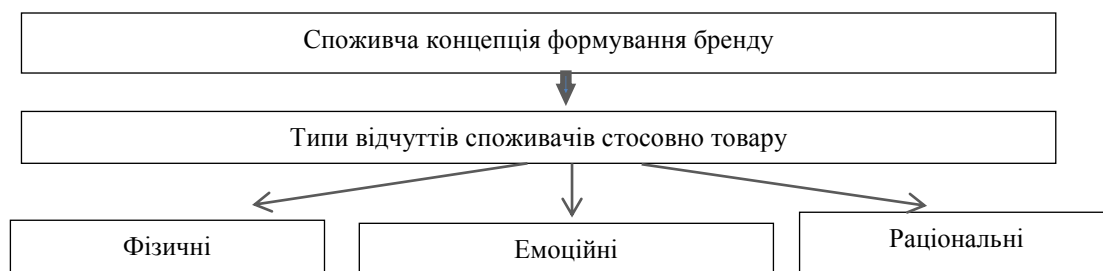 Споживча концепція формування бренду
Типи відчуттів споживачів стосовно товару
Фізичні
Емоційні
Раціональні